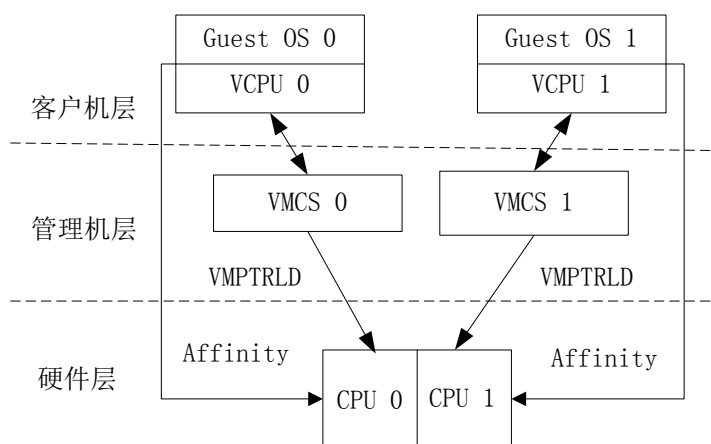 Guest OS 0
Guest OS 1
VCPU 0
VCPU 1
客户机层
VMCS 0
VMCS 1
管理机层
VMPTRLD
VMPTRLD
Affinity
Affinity
硬件层
CPU 0
CPU 1